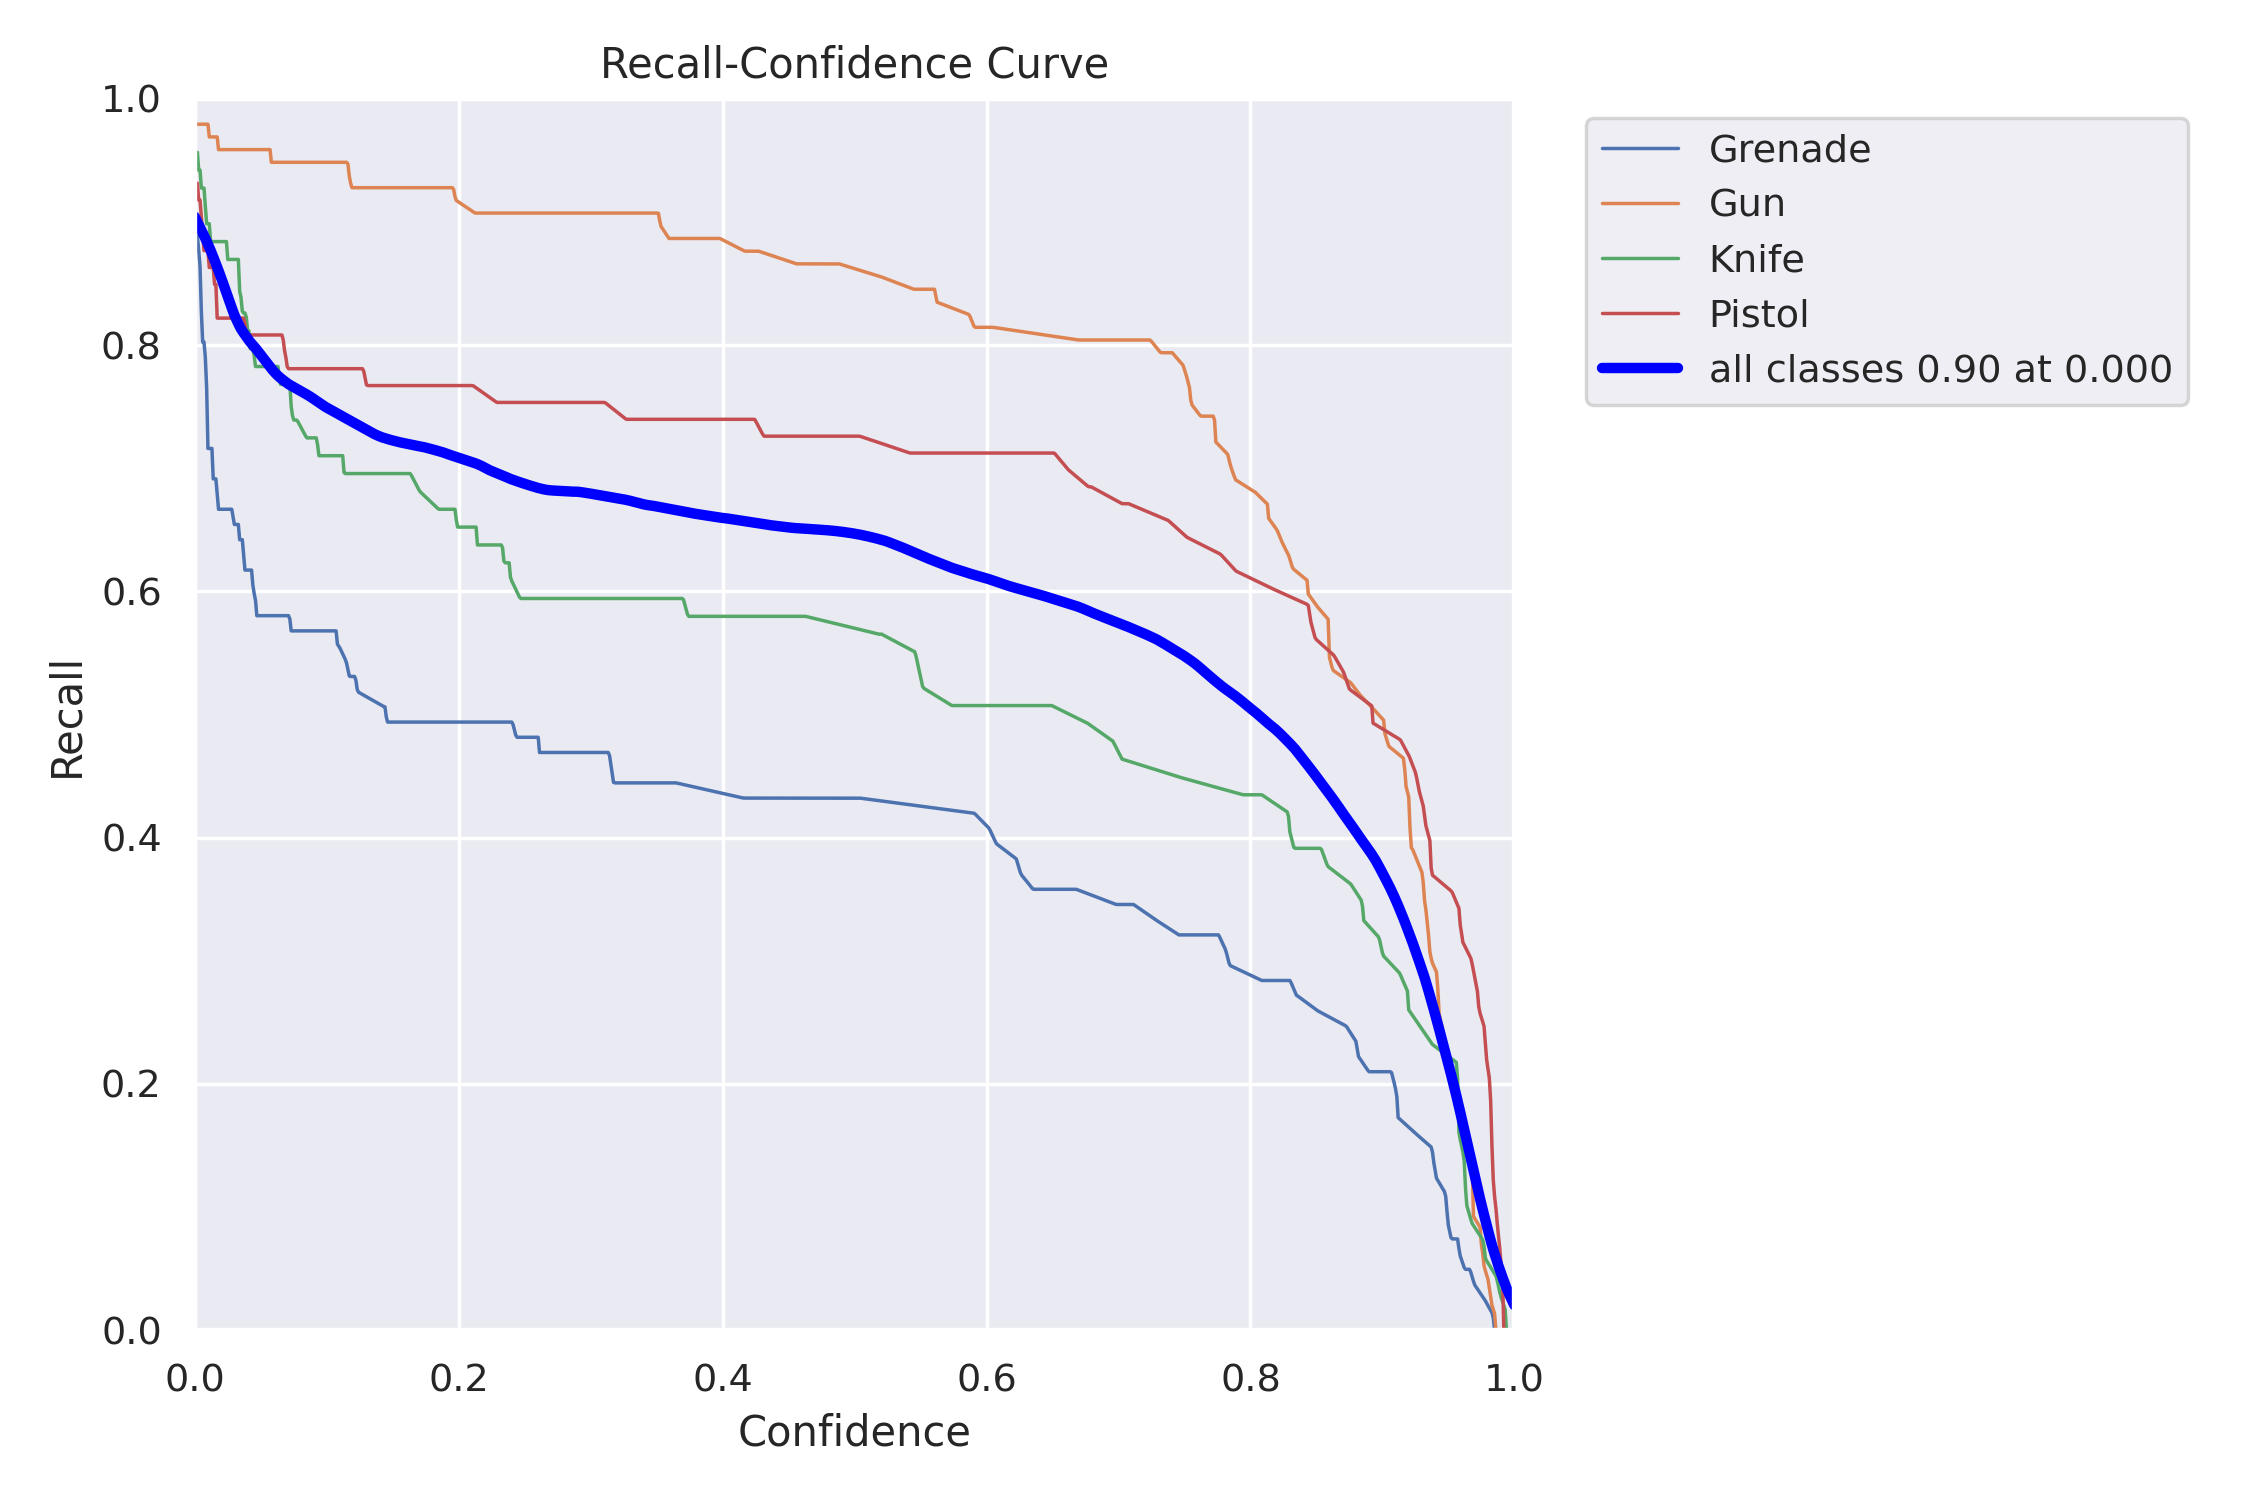 Recall-Confidence Curve
1.0
0.8
0.6
0.4
0.2
0.0
Recall
0.0 0.2 0.4 0.6 0.8 1.0
Confidence
Grenade
Gun
Knife
Pistol
all classes 0.90 at 0.000